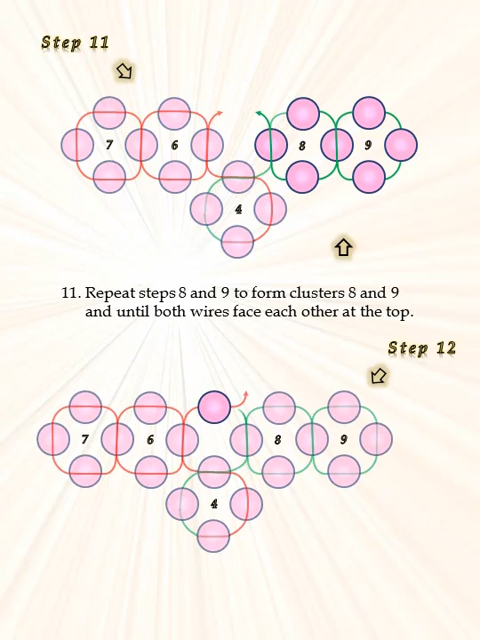 Step 11
7 6 8 9
4
11. Repeat steps 8 and 9 to form clusters 8 and 9
and until both wires face each other at the top.
Step 12
7 6 8 9
4